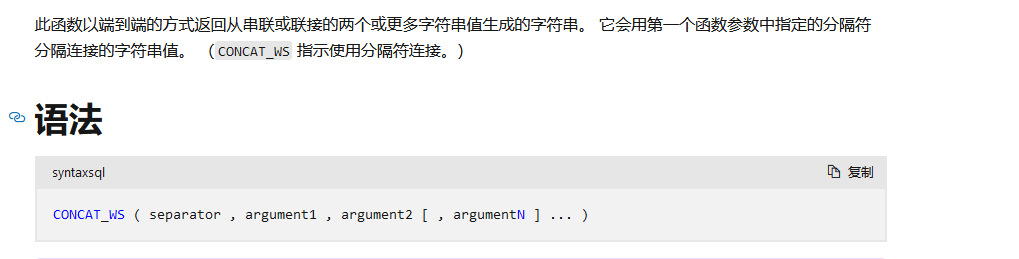 此函数以端到端的方式返回从串联或联接的两个或更多字符串值生成的字符串。 它会用第一个函数参数中指定的分隔符
分隔连接的字符串值。 （CONCAT_WS 指示使用分隔符连接。）
语法
syntaxsql 复制
CONCAT_WS ( separator , argument1 , argument2 [ , argumentN ] ... )